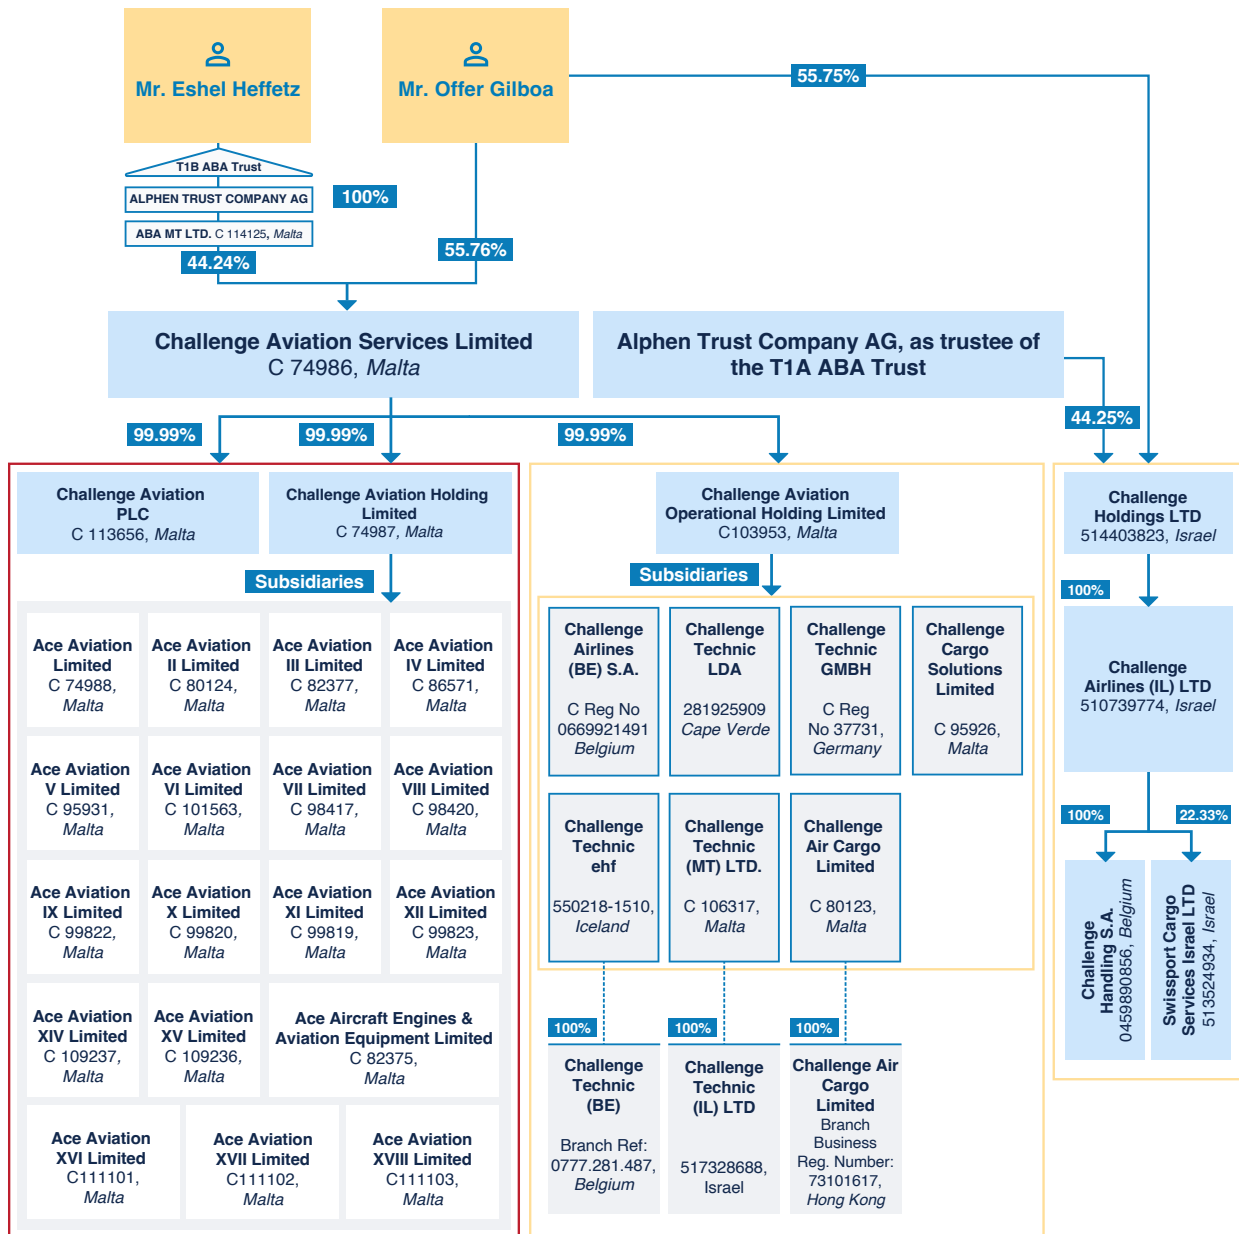 Mr. Eshel Heffetz
Mr. Offer Gilboa
55.75%
T1B ABA Trust
ALPHEN TRUST COMPANY AG
100%
ABA MT LTD. C 114125, Malta
44.24%
55.76%
Challenge Aviation Services Limited
C 74986, Malta
Alphen Trust Company AG, as trustee of
the T1A ABA Trust
99.99%
99.99%
99.99%
44.25%
Challenge Aviation
PLC
C 113656, Malta
Challenge Aviation Holding
Limited
C 74987, Malta
Challenge Aviation
Operational Holding Limited
C103953, Malta
Challenge
Holdings LTD
514403823, Israel
Subsidiaries
Subsidiaries
100%
Ace Aviation
Limited
C 74988,
Malta
Ace Aviation
II Limited
C 80124,
Malta
Ace Aviation
III Limited
C 82377,
Malta
Ace Aviation
IV Limited
C 86571,
Malta
Ace Aviation
V Limited
C 95931,
Malta
Ace Aviation
VI Limited
C 101563,
Malta
Ace Aviation
VII Limited
C 98417,
Malta
Ace Aviation
VIII Limited
C 98420,
Malta
Ace Aviation
IX Limited
C 99822,
Malta
Ace Aviation
X Limited
C 99820,
Malta
Ace Aviation
XI Limited
C 99819,
Malta
Ace Aviation
XII Limited
C 99823,
Malta
Ace Aviation
XIV Limited
C 109237,
Malta
Ace Aviation
XV Limited
C 109236,
Malta
Ace Aircraft Engines &
Aviation Equipment Limited
C 82375,
Malta
Ace Aviation
XVI Limited
C111101,
Malta
Ace Aviation
XVII Limited
C111102,
Malta
Ace Aviation
XVIII Limited
C111103,
Malta
Challenge
Airlines
(BE) S.A.
C Reg No
0669921491
Belgium
Challenge
Technic
LDA
281925909
Cape Verde
Challenge
Technic
GMBH
C Reg
No 37731,
Germany
Challenge
Cargo
Solutions
Limited
C 95926,
Malta
Challenge
Technic
ehf
550218-1510,
Iceland
Challenge
Technic
(MT) LTD.
C 106317,
Malta
Challenge
Air Cargo
Limited
C 80123,
Malta
100%
100%
100%
Challenge
Technic
(BE)
Branch Ref:
0777.281.487,
Belgium
Challenge
Technic
(IL) LTD
517328688,
Israel
Challenge Air
Cargo
Limited
Branch
Business
Reg. Number:
73101617,
Hong Kong
Challenge
Airlines (IL) LTD
510739774, Israel
100%
22.33%
Challenge
Handling S.A.
0459890856, Belgium
Swissport Cargo
Services Israel LTD
513524934, Israel